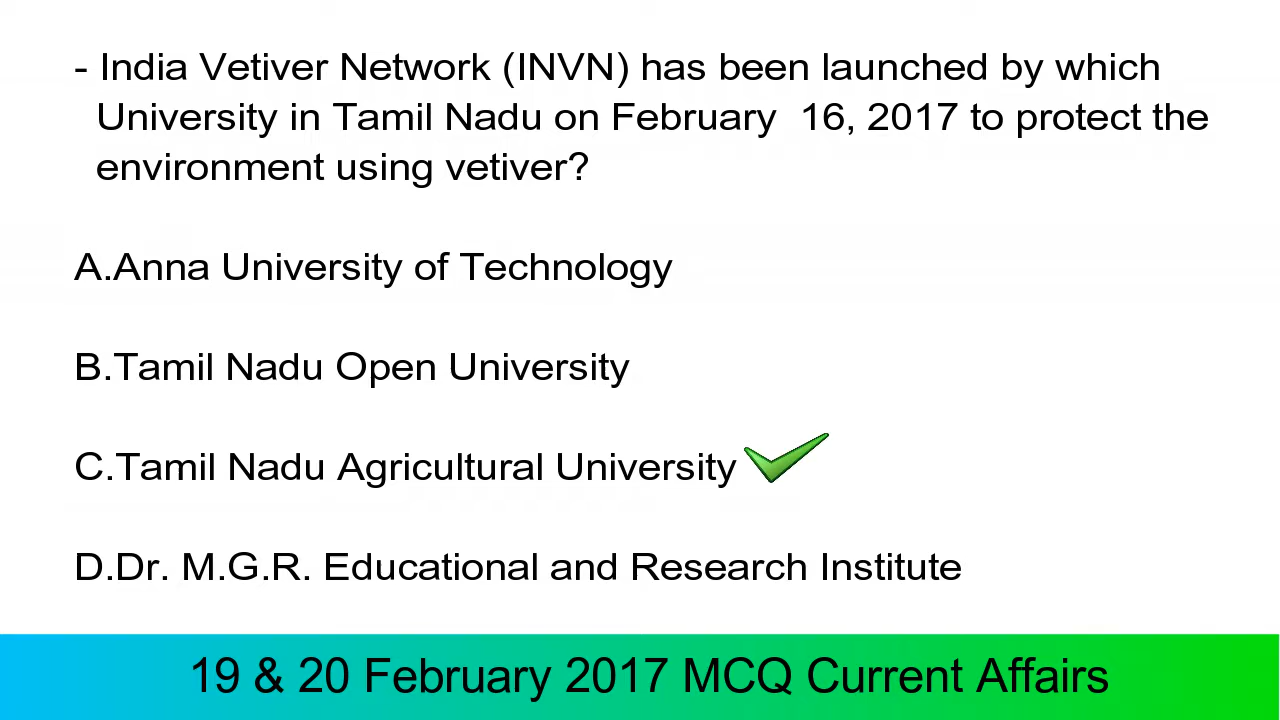 - India Vetiver Network (INVN) has been launched by which
University in Tamil Nadu on February  16, 2017 to protect the
environment using vetiver?
A.Anna University of Technology
B.Tamil Nadu Open University
C.Tamil Nadu Agricultural University
D.Dr. M.G.R. Educational and Research Institute
19 & 20 February 2017 MCQ Current Affairs